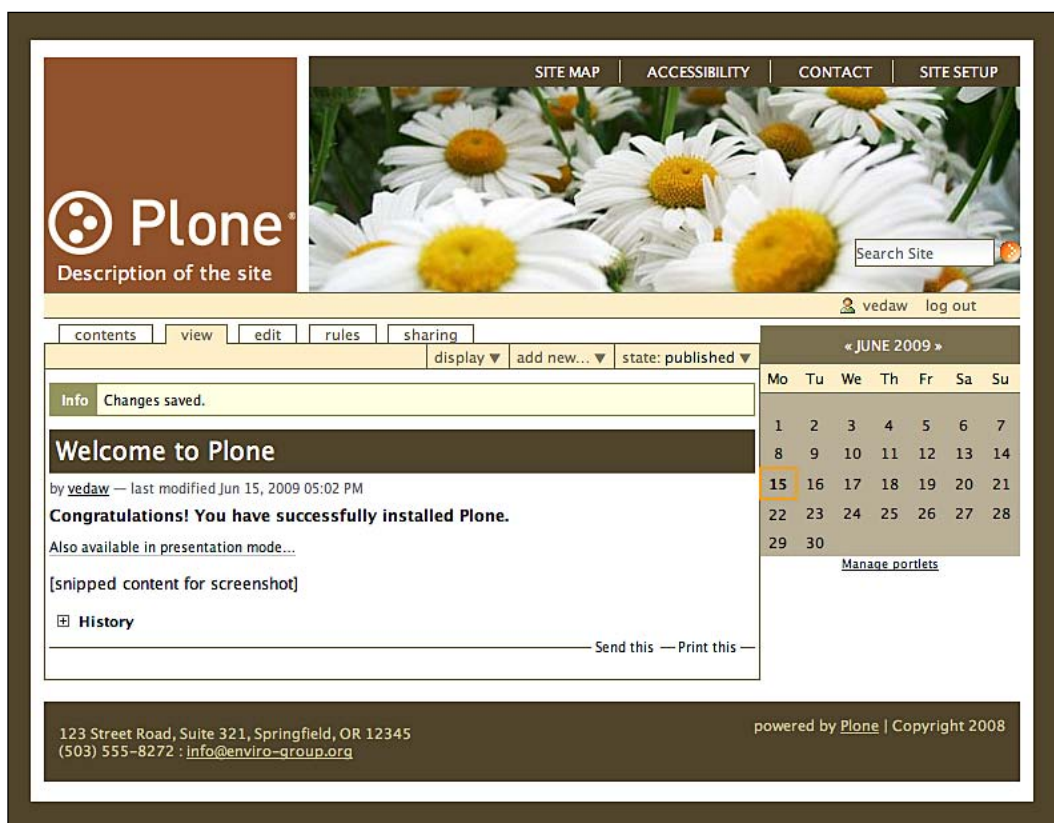 SITE MAP | ACCESSIBILITY | CONTACT | SITE SETUP
Plone®
Description of the site
Search Site
vedaw log out
contents view edit rules sharing
display ▼ add new... ▼ state: published ▼
Info Changes saved.
Welcome to Plone
by vedaw — last modified Jun 15, 2009 05:02 PM
Congratulations! You have successfully installed Plone.
Also available in presentation mode...
[snipped content for screenshot]
History
Send this — Print this —
« JUNE 2009 »
Mo Tu We Th Fr Sa Su
1 2 3 4 5 6 7
8 9 10 11 12 13 14
15 16 17 18 19 20 21
22 23 24 25 26 27 28
29 30
Manage portlets
123 Street Road, Suite 321, Springfield, OR 12345
(503) 555-8272 : info@enviro-group.org
powered by Plone | Copyright 2008